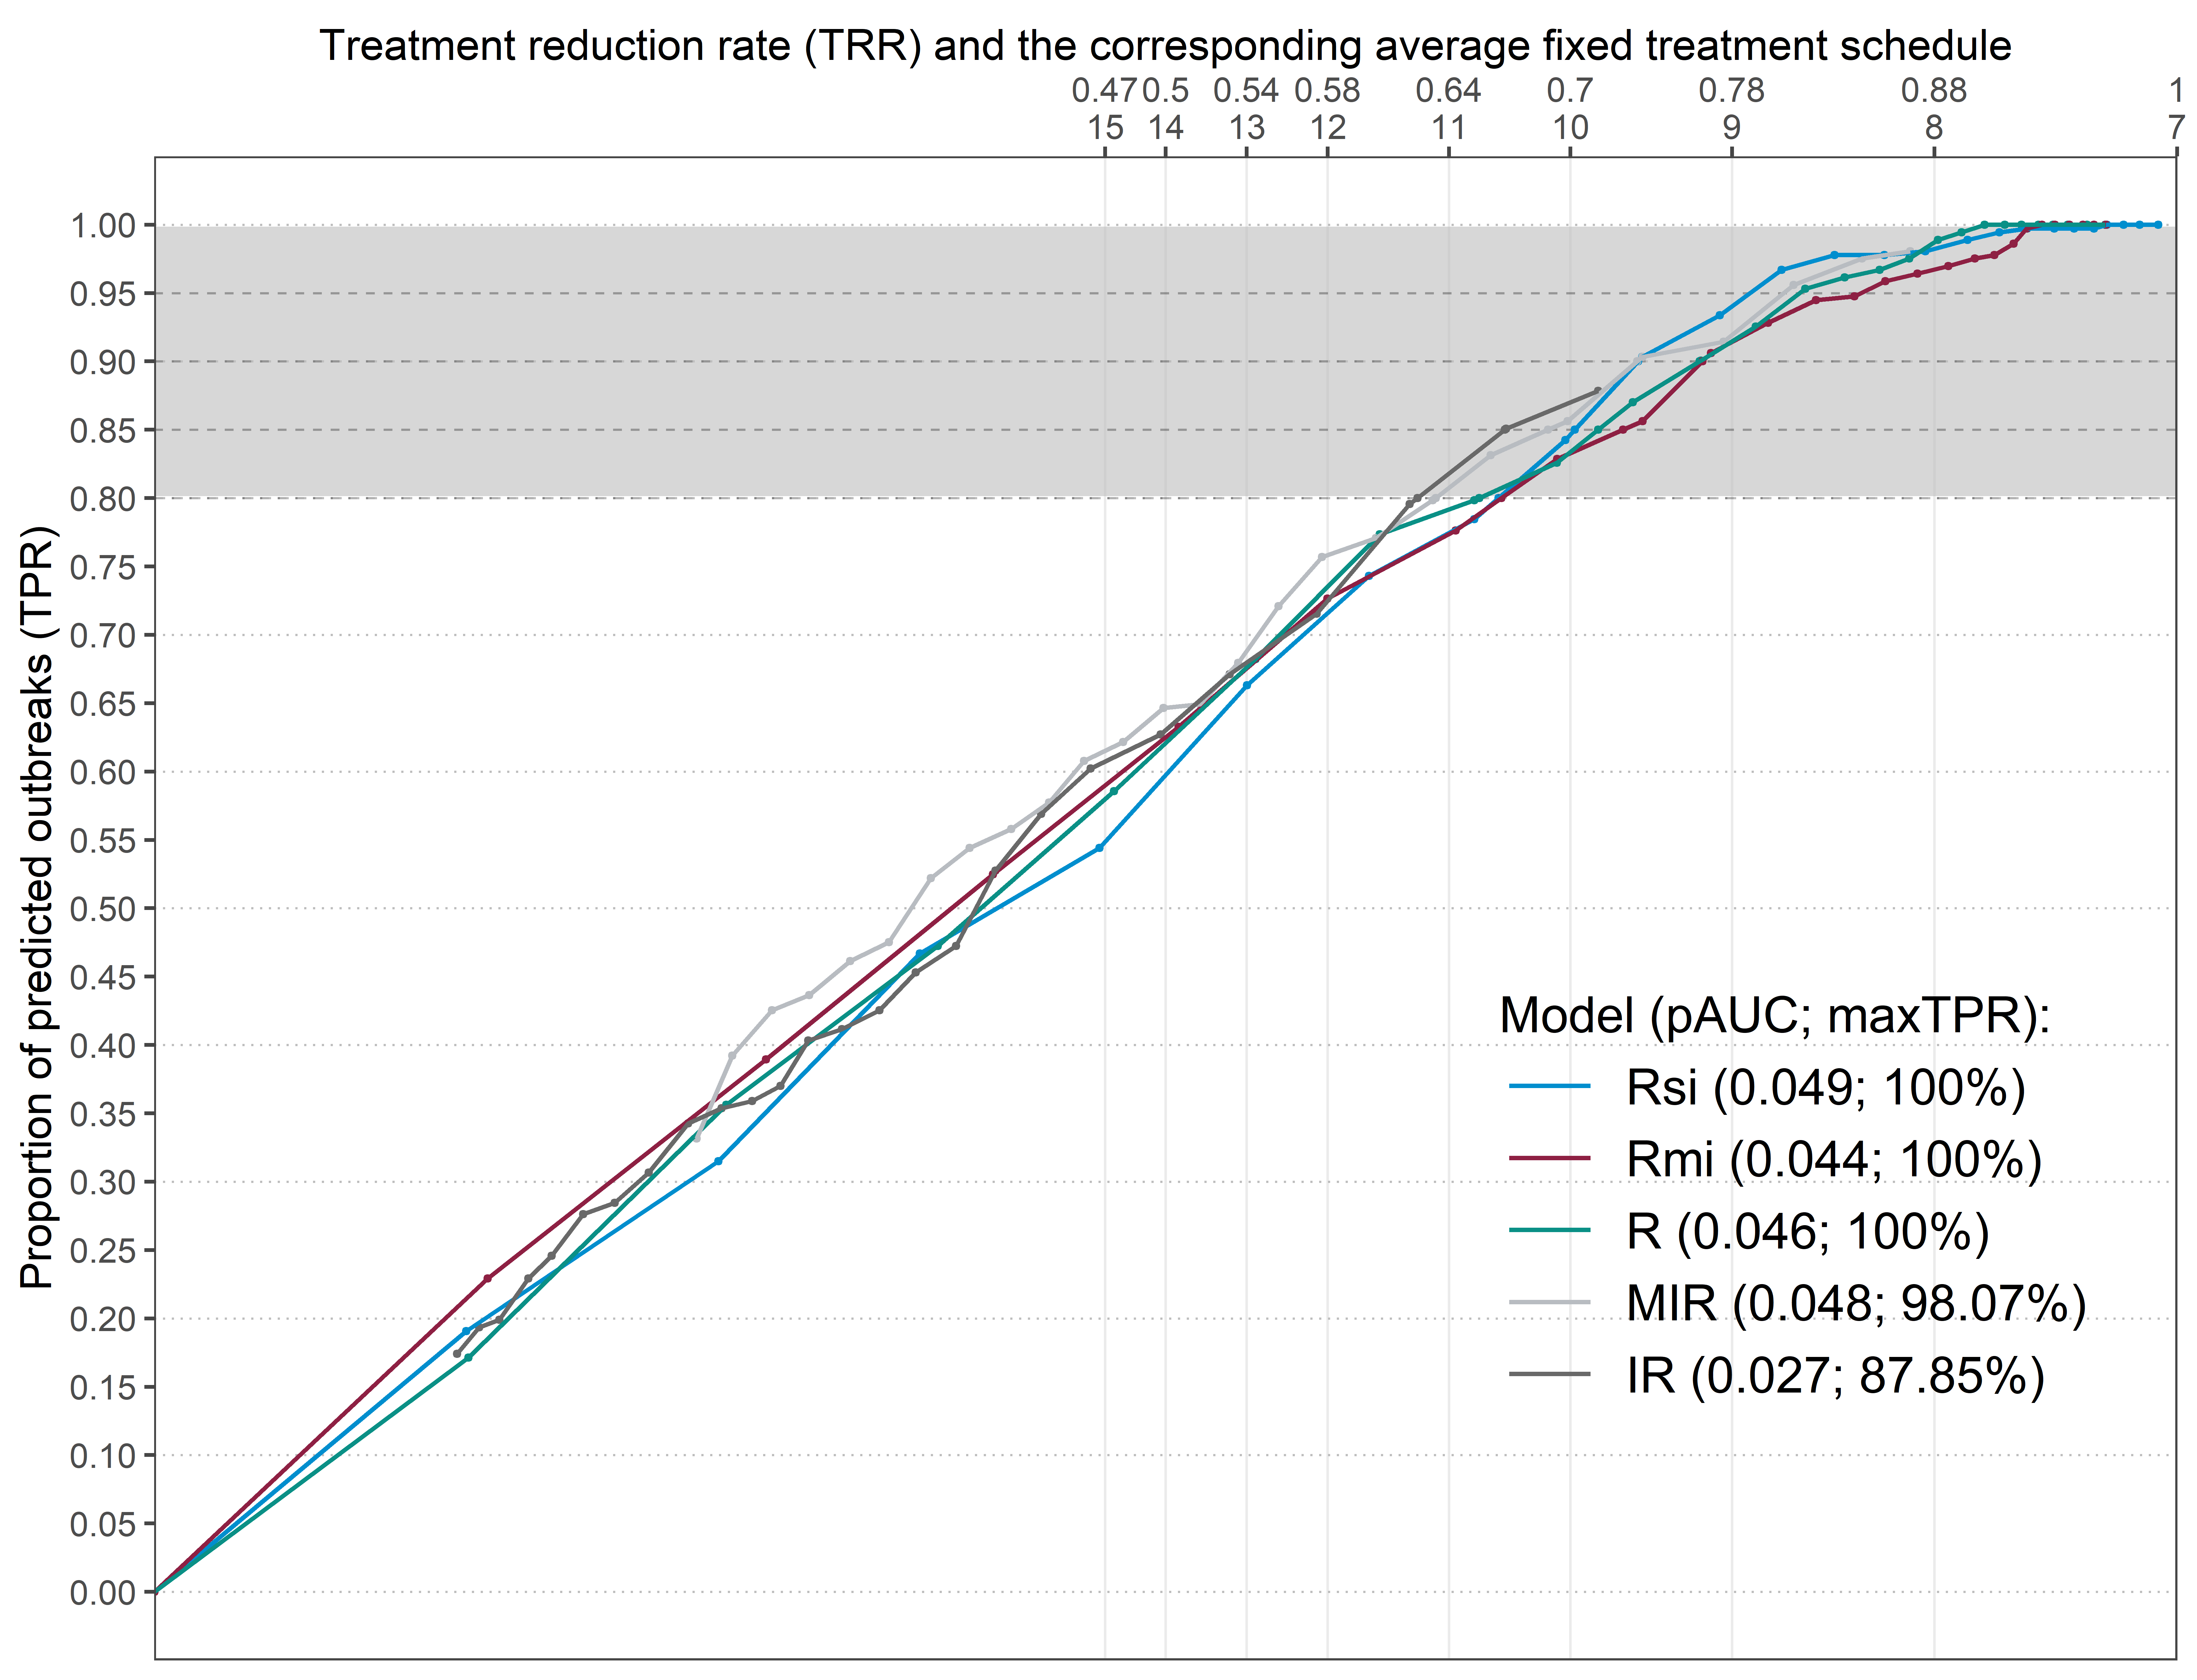 Treatment reduction rate (TRR) and the corresponding average fixed treatment schedule
0.47 0.5 0.54 0.58 0.64 0.7 0.78 0.88 1
15 14 13 12 11 10 9 8 7
Proportion of predicted outbreaks (TPR)
1.00
0.95
0.90
0.85
0.80
0.75
0.70
0.65
0.60
0.55
0.50
0.45
0.40
0.35
0.30
0.25
0.20
0.15
0.10
0.05
0.00
Model (pAUC; maxTPR):
Rsi (0.049; 100%)
Rmi (0.044; 100%)
R (0.046; 100%)
MIR (0.048; 98.07%)
IR (0.027; 87.85%)